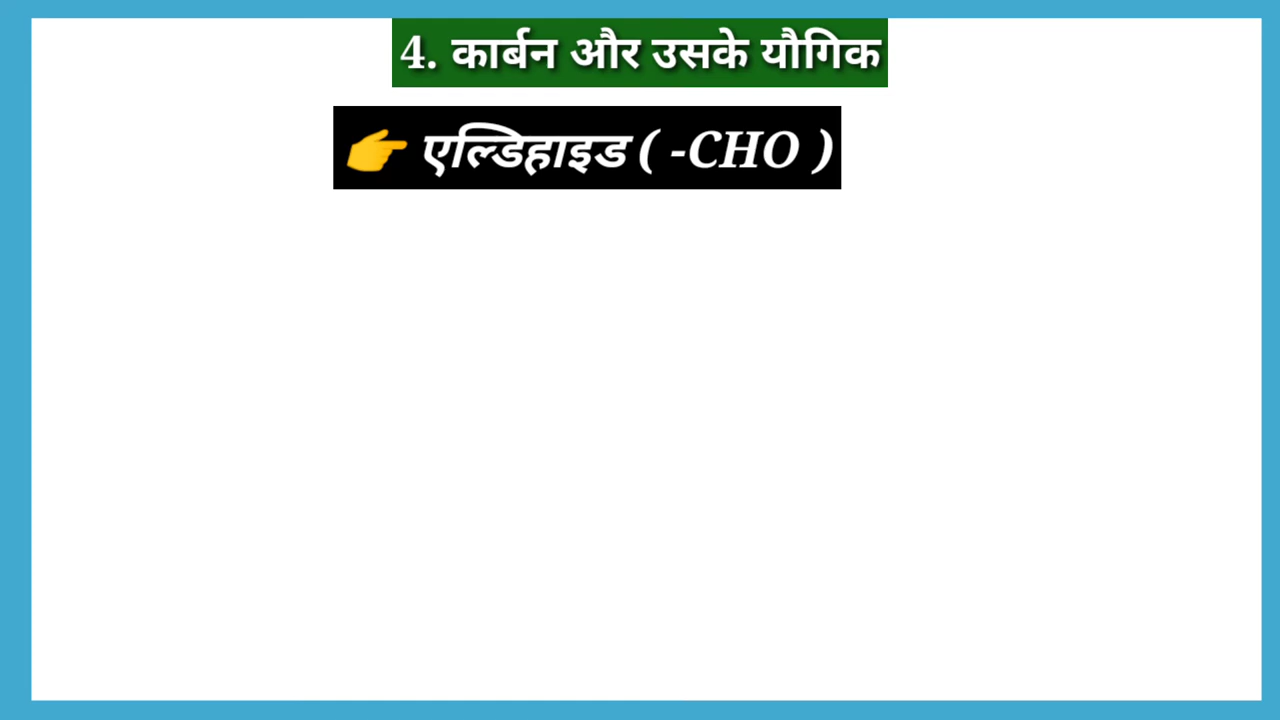 4. कार्बन और उसके यौगिक
👉 एल्डिहाइड ( -CHO )